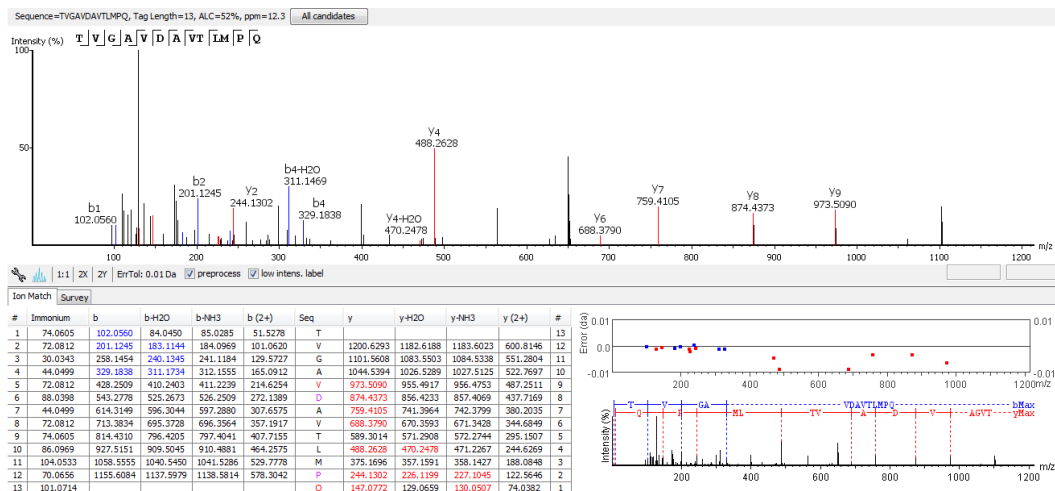 Sequence=TVGAVDAVTLMPQ, Tag Length=13, ALC=52%, ppm=12.3 All candidates
Intensity (%) T V G A V D A V T L M P Q
100
50
y4
488.2628
b4-H2O
311.1469
b2
201.1245
y2
244.1302
b1
102.0560
b4
329.1838
y4-H2O
470.2478
y6
688.3790
y7
759.4105
y8
874.4373
y9
973.5090
m/z
100 200 300 400 500 600 700 800 900 1000 1100 1200
1:1 2X 2Y ErrTol: 0.01 Da preprocess low intens. label
Ion Match Survey
# Immonium b b-H2O b-NH3 b (2+) Seq y y-H2O y-NH3 y (2+) #
1 74.0605 102.0560 84.0450 85.0285 51.5278 T 13
2 72.0812 201.1245 183.1144 184.0969 101.0620 V 1200.6293 1182.6188 1183.6023 600.8146 12
3 30.0343 258.1454 240.1345 241.1184 129.5727 G 1101.5608 1083.5503 1084.5338 551.2804 11
4 44.0499 329.1838 311.1734 312.1555 165.0912 A 1044.5394 1026.5289 1027.5125 522.7697 10
5 72.0812 428.2509 410.2403 411.2239 214.6254 V 973.5090 955.4917 956.4753 487.2511 9
6 88.0398 543.2778 525.2673 526.2509 272.1389 D 874.4373 856.4233 857.4069 437.7169 8
7 44.0499 614.3149 596.3044 597.2880 307.6575 A 759.4105 741.3964 742.3799 380.2035 7
8 72.0812 713.3834 695.3728 696.3564 357.1917 V 688.3790 670.3593 671.3428 344.6849 6
9 74.0605 814.4310 796.4205 797.4041 407.7155 T 589.3014 571.2908 572.2744 295.1507 5
10 86.0969 927.5151 909.5045 910.4881 464.2575 L 488.2628 470.2478 471.2267 244.6269 4
11 104.0533 1058.5555 1040.5450 1041.5286 529.7778 M 375.1696 357.1591 358.1427 188.0848 3
12 70.0656 1155.6084 1137.5979 1138.5814 578.3042 P 244.1302 226.1199 227.1045 122.5646 2
13 101.0714 Q 147.0772 129.0659 130.0507 74.0382 1
Error (da)
0.01 0.01
0.0
-0.01 -0.01
200 400 600 800 1000 1200m/z
Intensity (%)
T V GA VDAVTLMPQ bMax
Q P ML TV A D V AGVT yMax
200 400 600 800 1000 1200 m/z